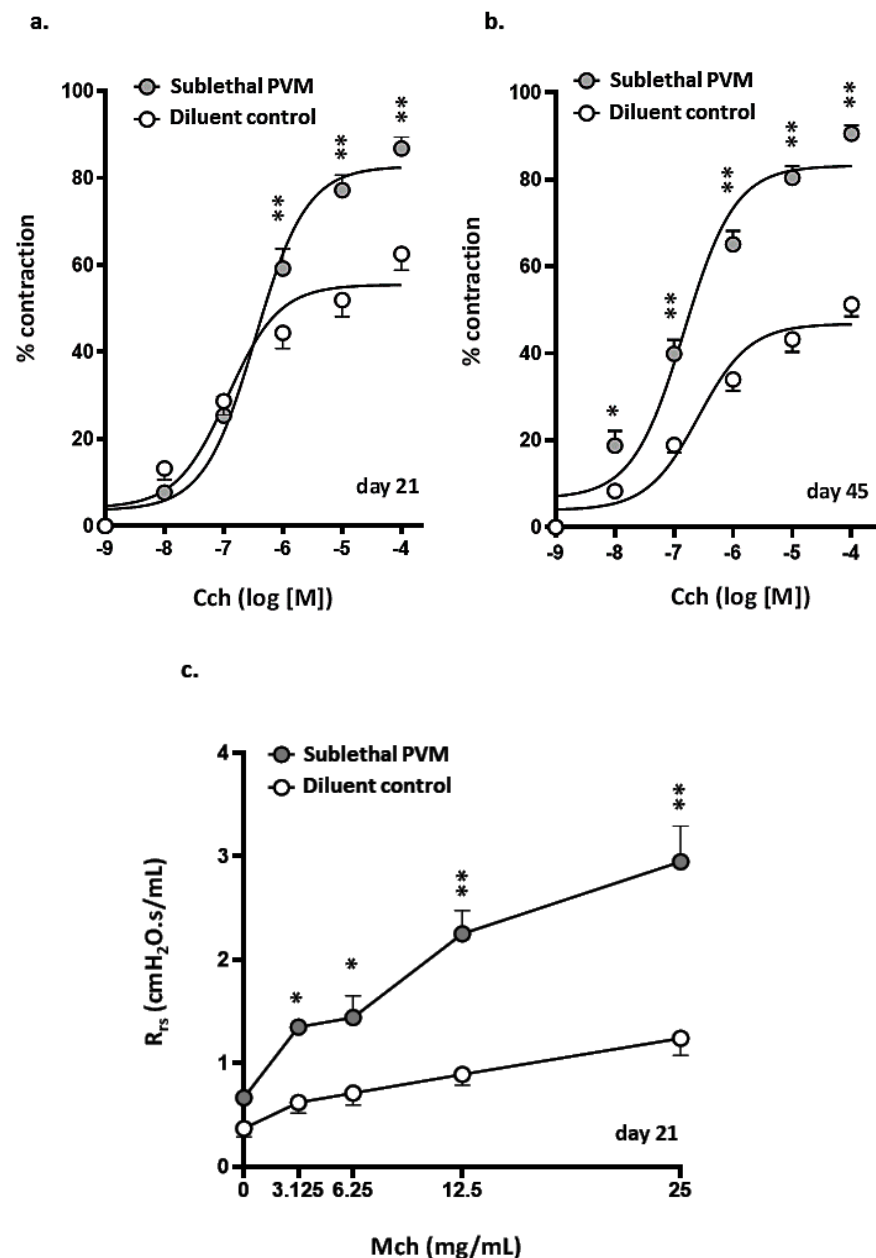 a.
Sublethal PVM
Diluent control
100
80
60
40
20
0
% contraction
**
**
**
day 21
-9 -8 -7 -6 -5 -4
Cch (log [M])
b.
Sublethal PVM
Diluent control
100
80
60
40
20
0
% contraction
*
**
**
**
**
day 45
-9 -8 -7 -6 -5 -4
Cch (log [M])
c.
Sublethal PVM
Diluent control
4
3
2
1
0
Rrs (cmH2O.s/mL)
*
*
**
**
day 21
0 3.125 6.25 12.5 25
Mch (mg/mL)